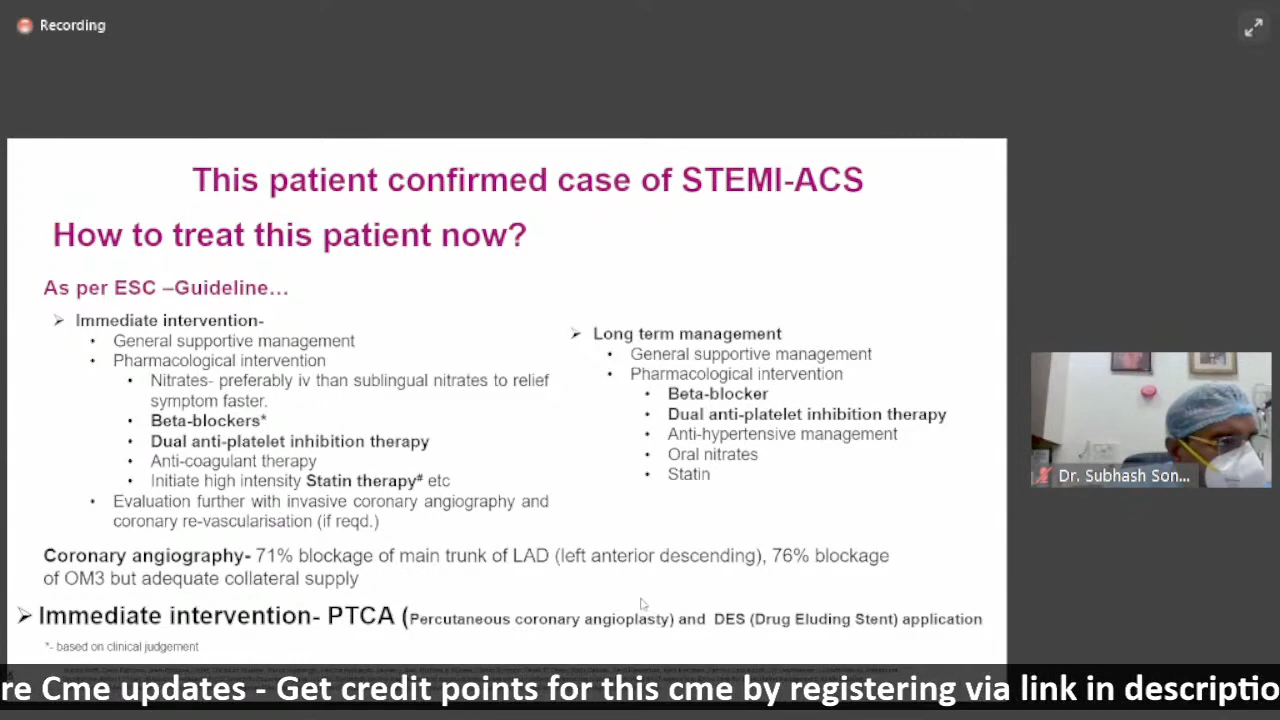 Recording
This patient confirmed case of STEMI-ACS
How to treat this patient now?
As per ESC –Guideline…
➢ Immediate intervention-
• General supportive management
• Pharmacological intervention
• Nitrates- preferably iv than sublingual nitrates to relief
symptom faster.
• Beta-blockers*
• Dual anti-platelet inhibition therapy
• Anti-coagulant therapy
• Initiate high intensity Statin therapy# etc
• Evaluation further with invasive coronary angiography and
coronary re-vascularisation (if reqd.)
➢ Long term management
• General supportive management
• Pharmacological intervention
• Beta-blocker
• Dual anti-platelet inhibition therapy
• Anti-hypertensive management
• Oral nitrates
• Statin
Coronary angiography- 71% blockage of main trunk of LAD (left anterior descending), 76% blockage
of OM3 but adequate collateral supply
➢ Immediate intervention- PTCA (Percutaneous coronary angioplasty) and DES (Drug Eluding Stent) application
*- based on clinical judgement
Dr. Subhash Son...
re Cme updates - Get credit points for this cme by registering via link in descriptio